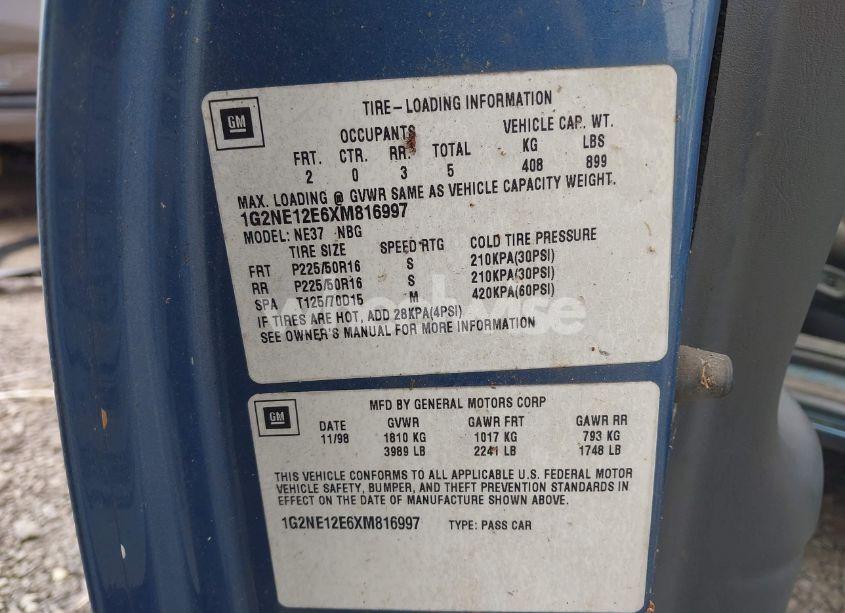 GM
TIRE-LOADING INFORMATION
OCCUPANTS VEHICLE CAP. WT.
FRT. CTR. RR. TOTAL KG LBS
2 0 3 5 408 899
MAX. LOADING @ GVWR SAME AS VEHICLE CAPACITY WEIGHT.
1G2NE12E6XM816997
MODEL: NE37 NBG
TIRE SIZE SPEED RTG COLD TIRE PRESSURE
FRT P225/50R16 S 210KPA(30PSI)
RR P225/50R16 S 210KPA(30PSI)
SPA T125/70D15 M 420KPA(60PSI)
IF TIRES ARE HOT, ADD 28KPA(4PSI)
SEE OWNER'S MANUAL FOR MORE INFORMATION
GM
MFD BY GENERAL MOTORS CORP
DATE GVWR GAWR FRT GAWR RR
11/98 1810 KG 1017 KG 793 KG
3989 LB 2241 LB 1748 LB
THIS VEHICLE CONFORMS TO ALL APPLICABLE U.S. FEDERAL MOTOR
VEHICLE SAFETY, BUMPER, AND THEFT PREVENTION STANDARDS IN
EFFECT ON THE DATE OF MANUFACTURE SHOWN ABOVE.
1G2NE12E6XM816997 TYPE: PASS CAR